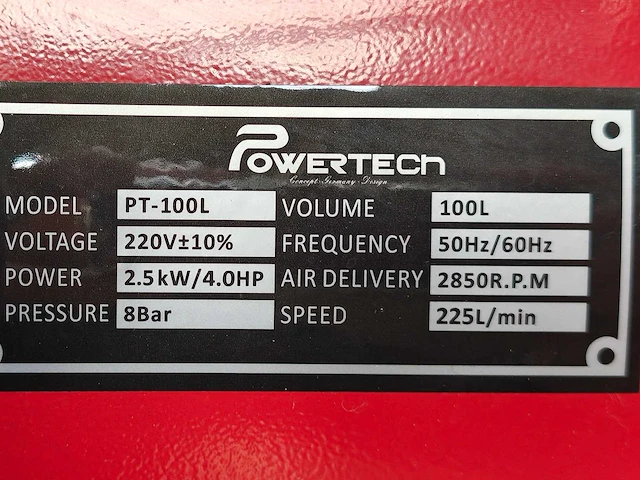 POWERTECH
Concept·Germany·Design
MODEL PT-100L VOLUME 100L
VOLTAGE 220V±10% FREQUENCY 50Hz/60Hz
POWER 2.5kW/4.0HP AIR DELIVERY 2850R.P.M
PRESSURE 8Bar SPEED 225L/min